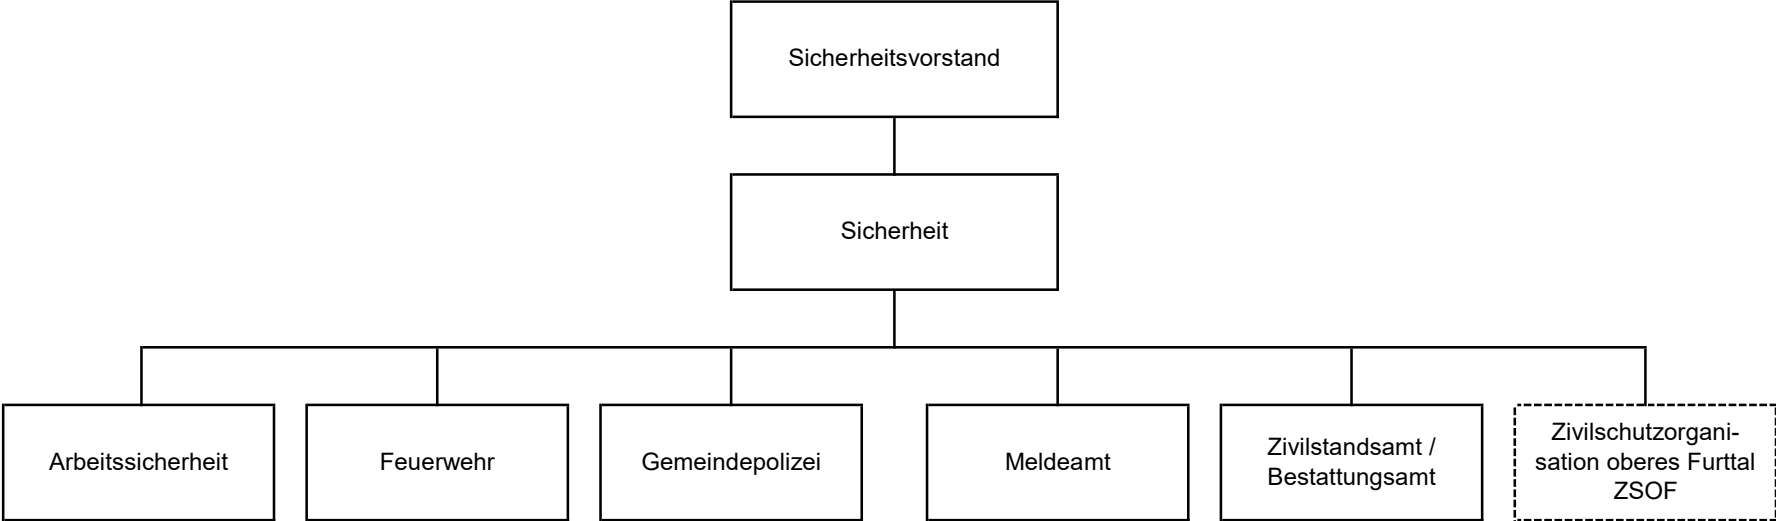 Sicherheitsvorstand
Sicherheit
Arbeitssicherheit
Feuerwehr
Gemeindepolizei
Meldeamt
Zivilstandsamt /
Bestattungsamt
Zivilschutzorgani-
sation oberes Furttal
ZSOF